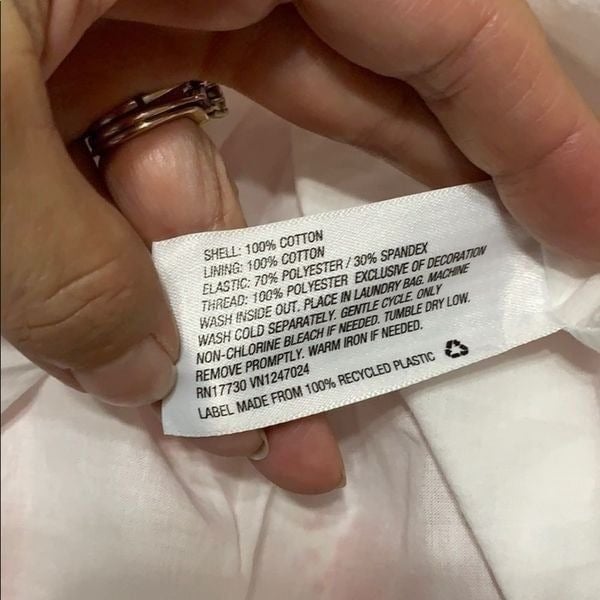 SHELL: 100% COTTON
LINING: 100% COTTON
ELASTIC: 70% POLYESTER / 30% SPANDEX
THREAD: 100% POLYESTER EXCLUSIVE OF DECORATION
WASH INSIDE OUT. PLACE IN LAUNDRY BAG. MACHINE
WASH COLD SEPARATELY. GENTLE CYCLE. ONLY
NON-CHLORINE BLEACH IF NEEDED. TUMBLE DRY LOW.
REMOVE PROMPTLY. WARM IRON IF NEEDED.
RN17730 VN1247024
LABEL MADE FROM 100% RECYCLED PLASTIC